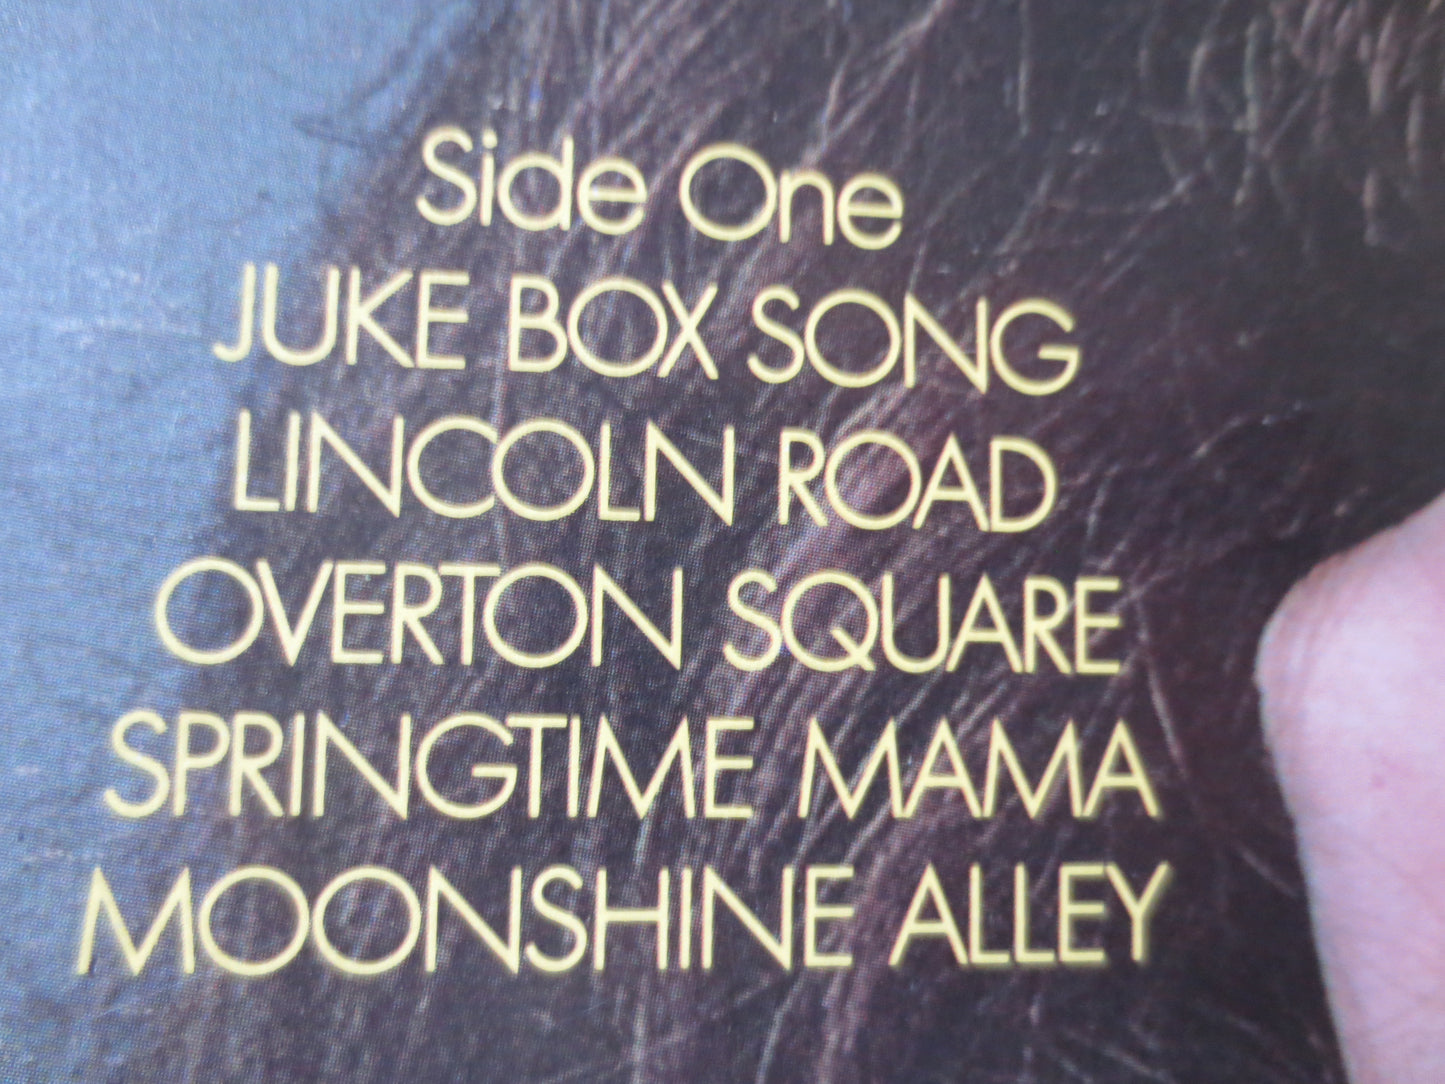 Side One
JUKE BOX SONG
LINCOLN ROAD
OVERTON SQUARE
SPRINGTIME MAMA
MOONSHINE ALLEY